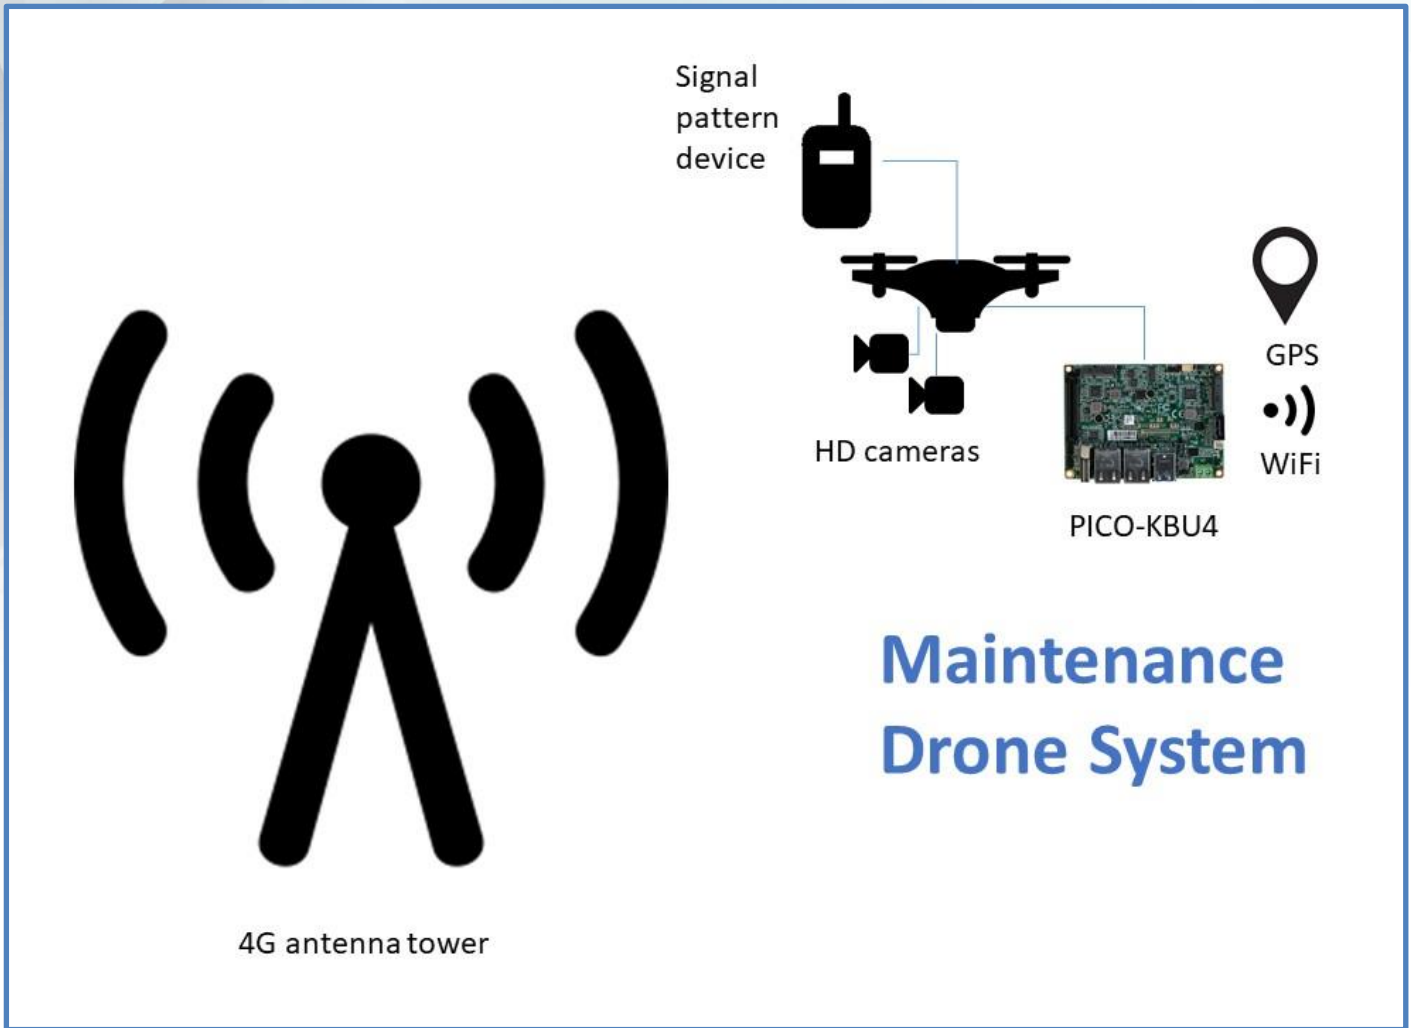 Signal
pattern
device
GPS
HD cameras
WiFi
PICO-KBU4
Maintenance
Drone System
4G antenna tower